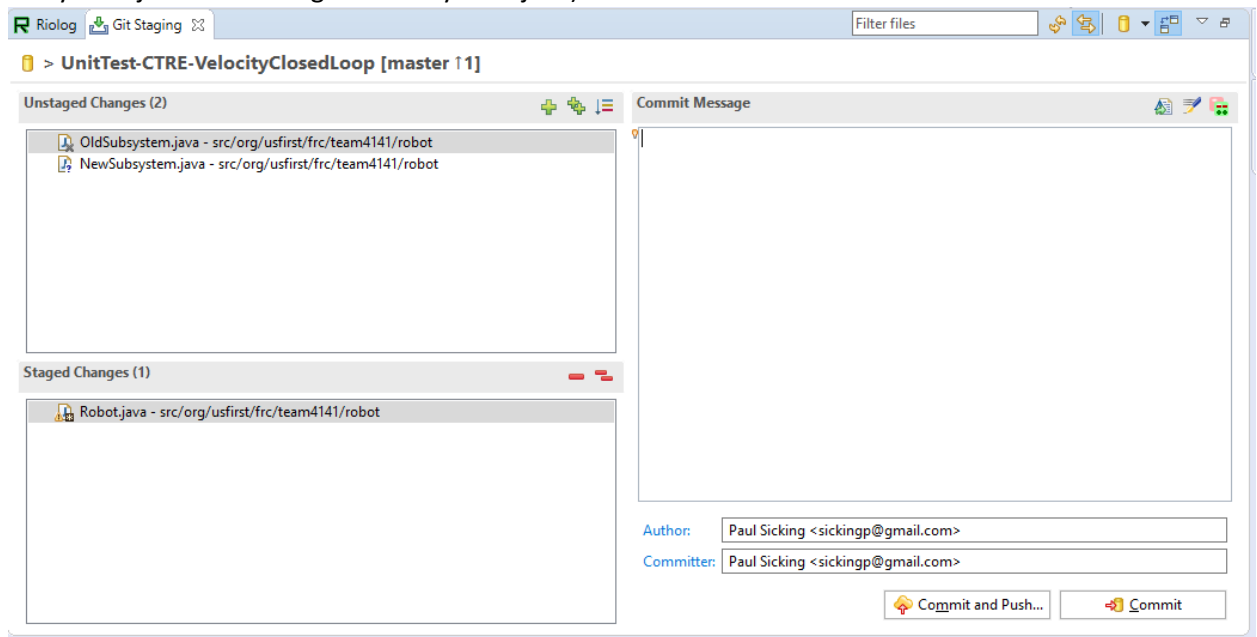 Riolog
Git Staging
Filter files
> UnitTest-CTRE-VelocityClosedLoop [master ↑1]
Unstaged Changes (2)
OldSubsystem.java - src/org/usfirst/frc/team4141/robot
NewSubsystem.java - src/org/usfirst/frc/team4141/robot
Staged Changes (1)
Robot.java - src/org/usfirst/frc/team4141/robot
Commit Message
Author:
Paul Sicking <sickingp@gmail.com>
Committer:
Paul Sicking <sickingp@gmail.com>
Commit and Push...
Commit